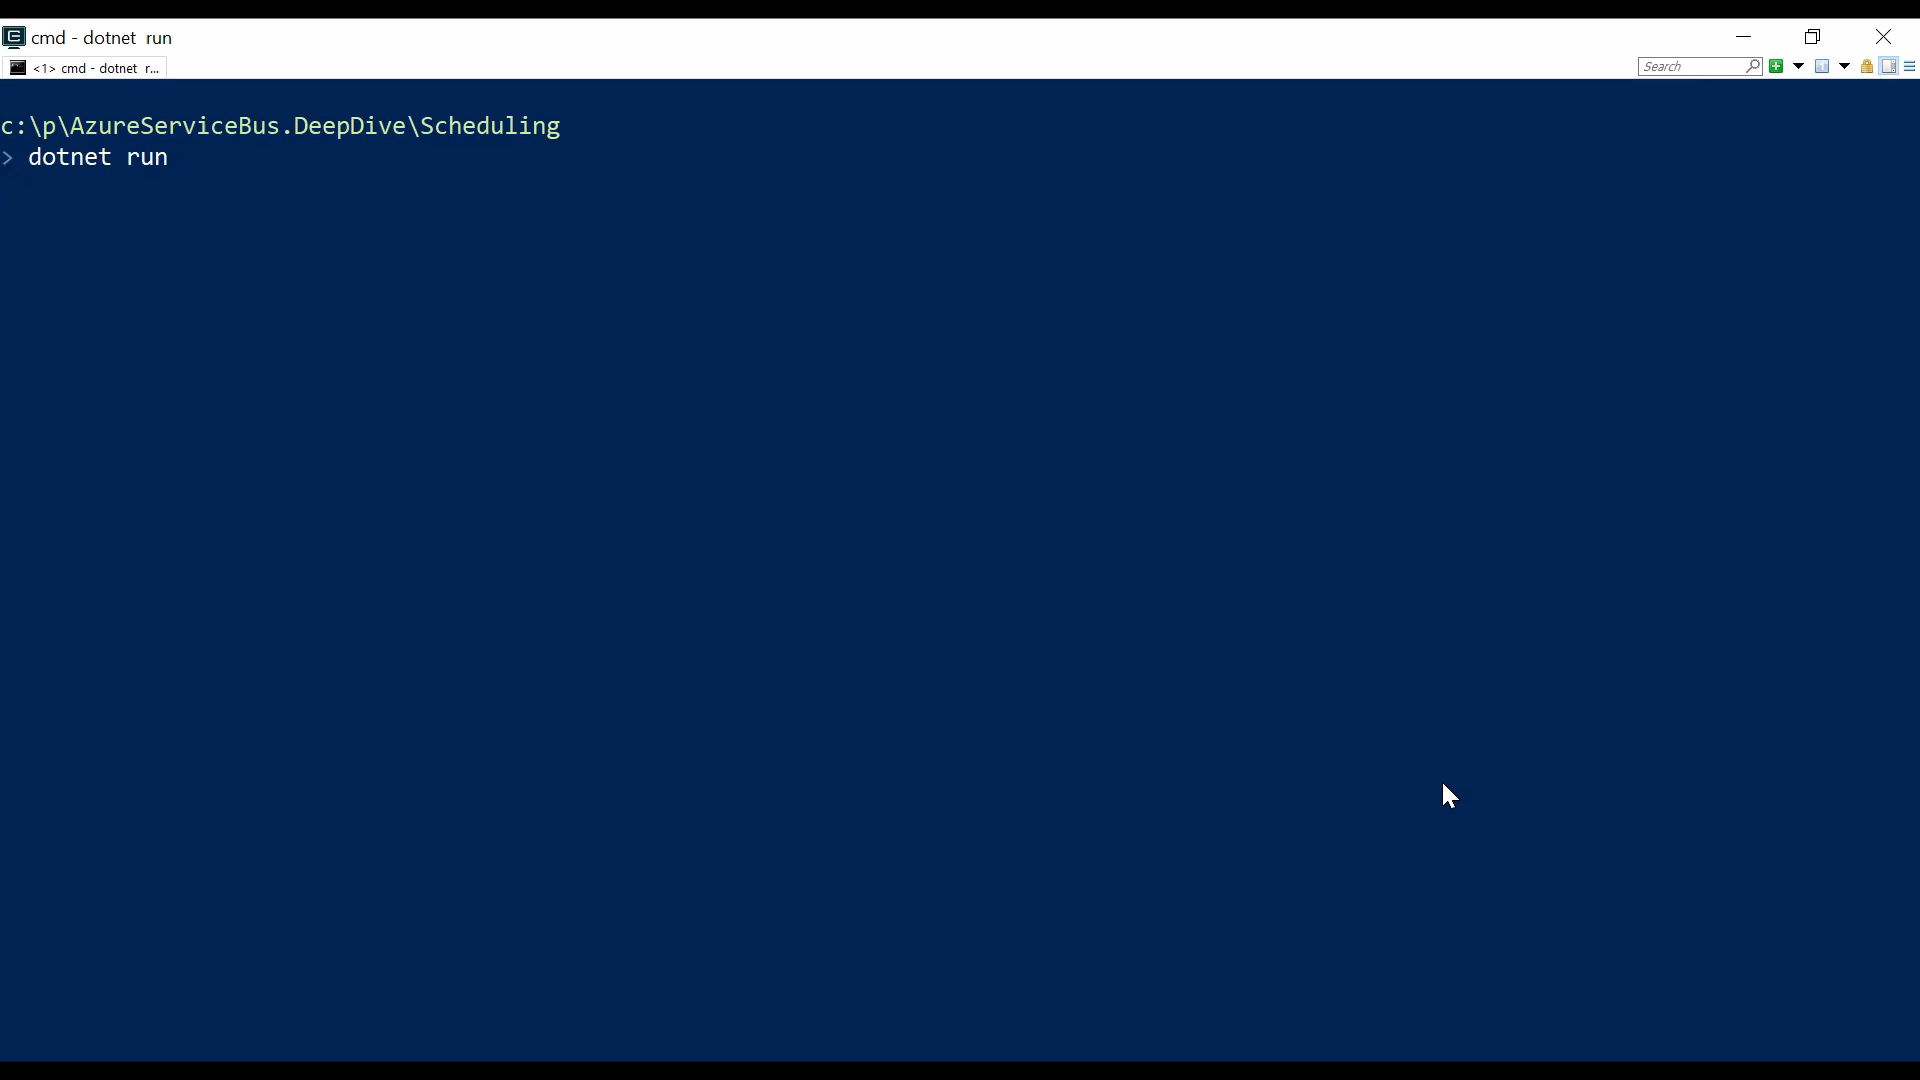 cmd - dotnet  run
<1> cmd - dotnet  r...
Search
c:\p\AzureServiceBus.DeepDive\Scheduling
> dotnet run